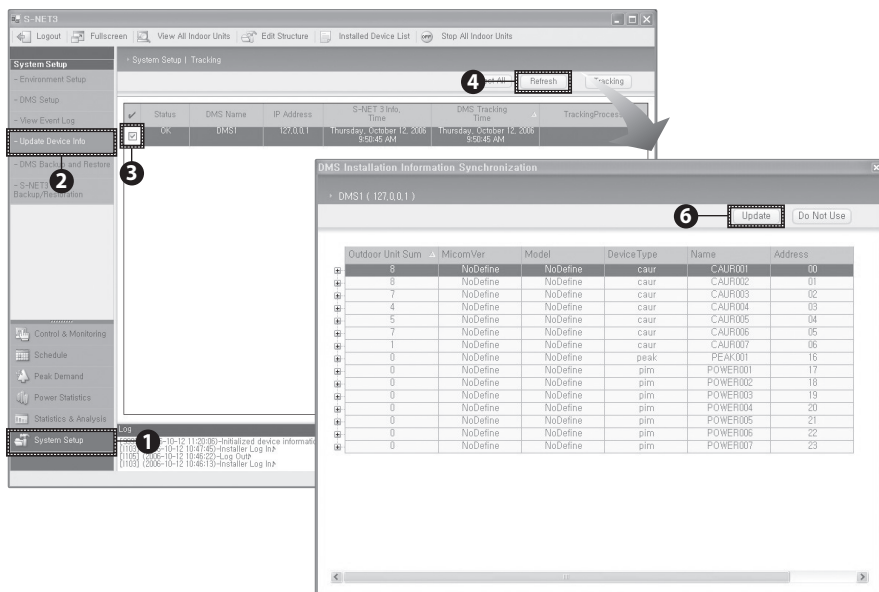 S-NET3
Logout Fullscreen View All Indoor Units Edit Structure Installed Device List OFF Stop All Indoor Units
System Setup
- Environment Setup
- DMS Setup
- View Event Log
- Update Device Info
- DMS Backup and Restore
- S-NET3
Backup/Restoration
2
Control & Monitoring
Schedule
Peak Demand
Power Statistics
Statistics & Analysis
System Setup
1
System Setup | Tracking
4 All Refresh Tracking
Status DMS Name IP Address S-NET 3 Info, Time DMS Tracking Time TrackingProcess
OK DMS1 127,0,0,1 Thursday, October 12, 2006 9:50:45 AM Thursday, October 12, 2006 9:50:45 AM
3
Log
-10-12 11:20:06)-Initialized device informatio
[1103] (2006-10-12 10:47:45)-Installer Log In
[1105] (2006-10-12 10:46:22)-Log Out
[1103] (2006-10-12 10:46:13)-Installer Log In
DMS Installation Information Synchronization
DMS1 ( 127,0,0,1 )
6 Update Do Not Use
Outdoor Unit Sum MicomVer Model DeviceType Name Address
8 NoDefine NoDefine caur CAUR001 00
8 NoDefine NoDefine caur CAUR002 01
7 NoDefine NoDefine caur CAUR003 02
4 NoDefine NoDefine caur CAUR004 03
5 NoDefine NoDefine caur CAUR005 04
7 NoDefine NoDefine caur CAUR006 05
1 NoDefine NoDefine caur CAUR007 06
0 NoDefine NoDefine peak PEAK001 16
0 NoDefine NoDefine pim POWER001 17
0 NoDefine NoDefine pim POWER002 18
0 NoDefine NoDefine pim POWER003 19
0 NoDefine NoDefine pim POWER004 20
0 NoDefine NoDefine pim POWER005 21
0 NoDefine NoDefine pim POWER006 22
0 NoDefine NoDefine pim POWER007 23